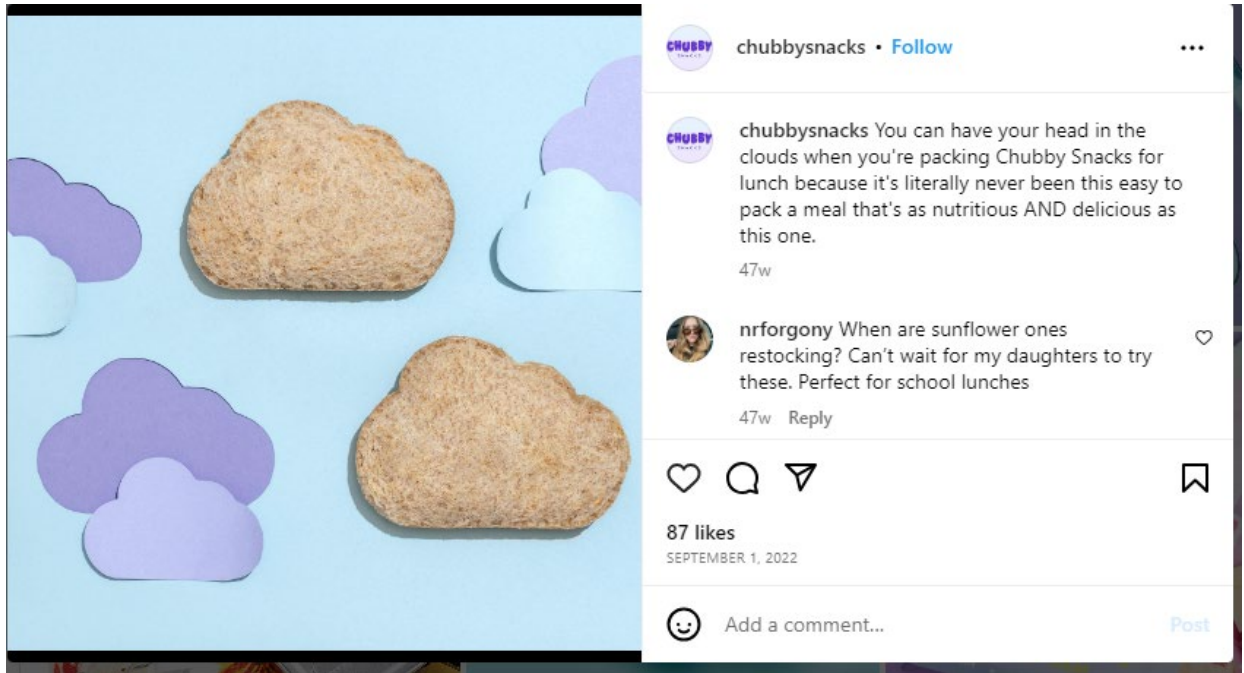 CHUBBY
chubbysnacks • Follow
CHUBBY
chubbysnacks You can have your head in the
clouds when you're packing Chubby Snacks for
lunch because it's literally never been this easy to
pack a meal that's as nutritious AND delicious as
this one.
47w
nrforgony When are sunflower ones
restocking? Can't wait for my daughters to try
these. Perfect for school lunches
47w Reply
87 likes
SEPTEMBER 1, 2022
Add a comment...
Post